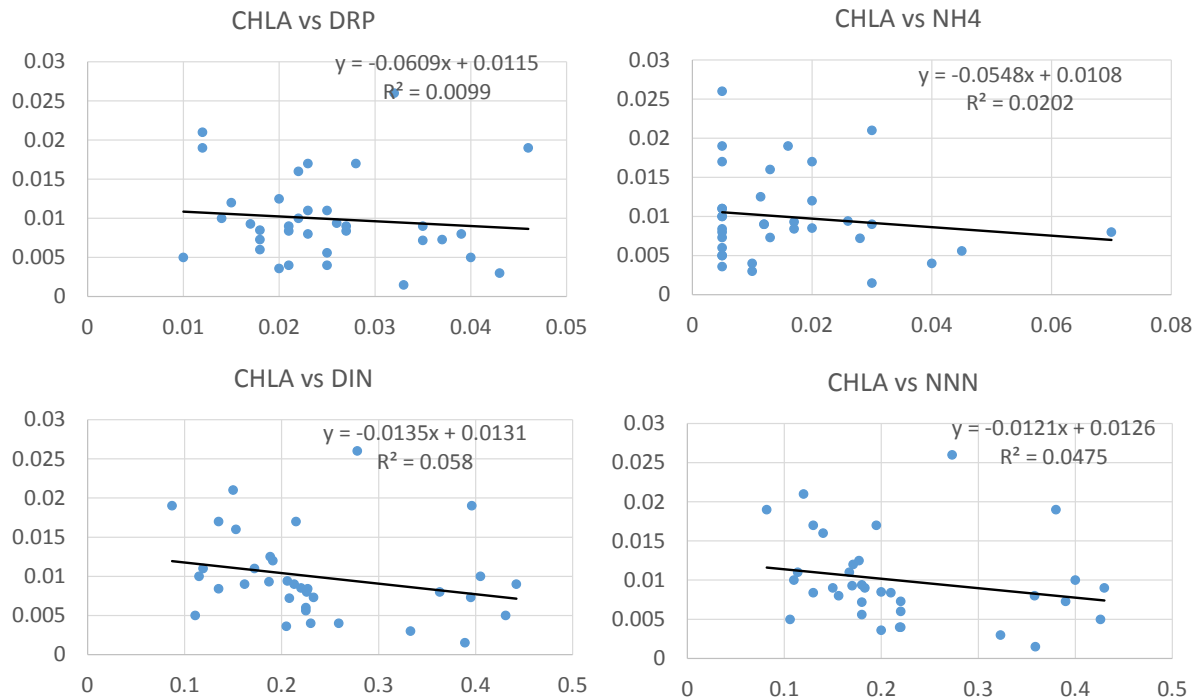 CHLA vs DRP
y = -0.0609x + 0.0115
R² = 0.0099
0.03
0.025
0.02
0.015
0.01
0.005
0
0 0.01 0.02 0.03 0.04 0.05
CHLA vs NH4
y = -0.0548x + 0.0108
R² = 0.0202
0.03
0.025
0.02
0.015
0.01
0.005
0
0 0.02 0.04 0.06 0.08
CHLA vs DIN
y = -0.0135x + 0.0131
R² = 0.058
0.03
0.025
0.02
0.015
0.01
0.005
0
0 0.1 0.2 0.3 0.4 0.5
CHLA vs NNN
y = -0.0121x + 0.0126
R² = 0.0475
0.03
0.025
0.02
0.015
0.01
0.005
0
0 0.1 0.2 0.3 0.4 0.5